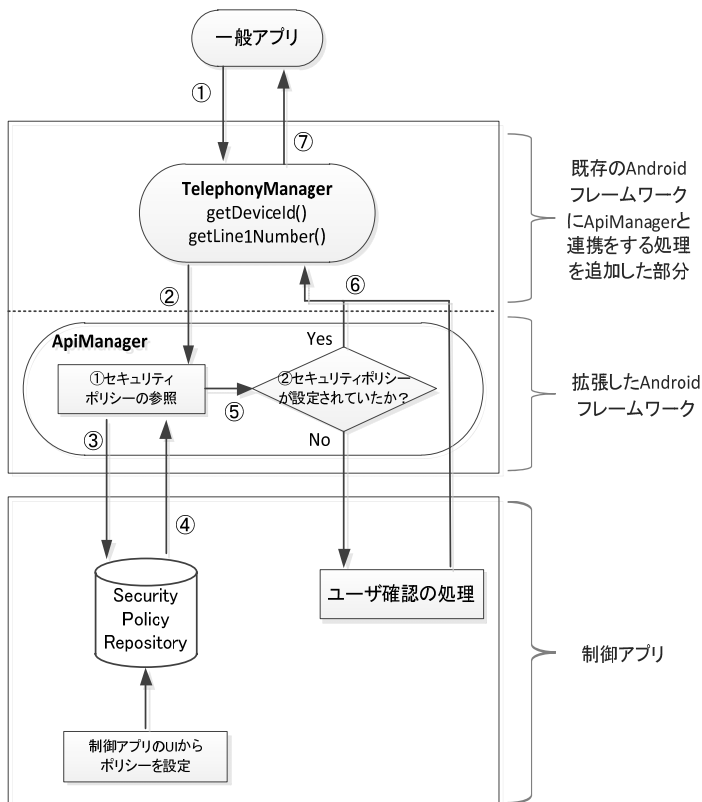 一般アプリ
①
⑦
TelephonyManager
getDeviceId()
getLine1Number()
既存のAndroid
フレームワーク
にApiManagerと
連携をする処理
を追加した部分
②
⑥
ApiManager
Yes
①セキュリティ
ポリシーの参照
⑤
②セキュリティポリシー
が設定されていたか？
No
拡張したAndroid
フレームワーク
③
④
Security
Policy
Repository
ユーザ確認の処理
制御アプリ
制御アプリのUIから
ポリシーを設定